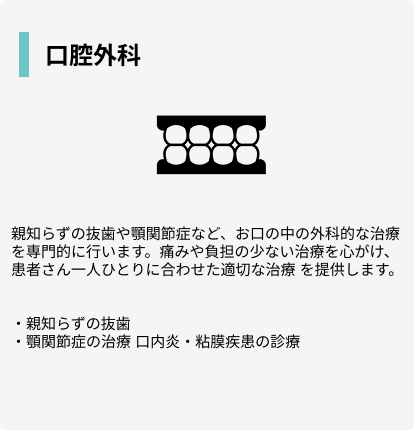 口腔外科
親知らずの抜歯や顎関節症など、お口の中の外科的な治療
を専門的に行います。痛みや負担の少ない治療を心がけ、
患者さん一人ひとりに合わせた適切な治療 を提供します。
・親知らずの抜歯
・顎関節症の治療 口内炎・粘膜疾患の診療